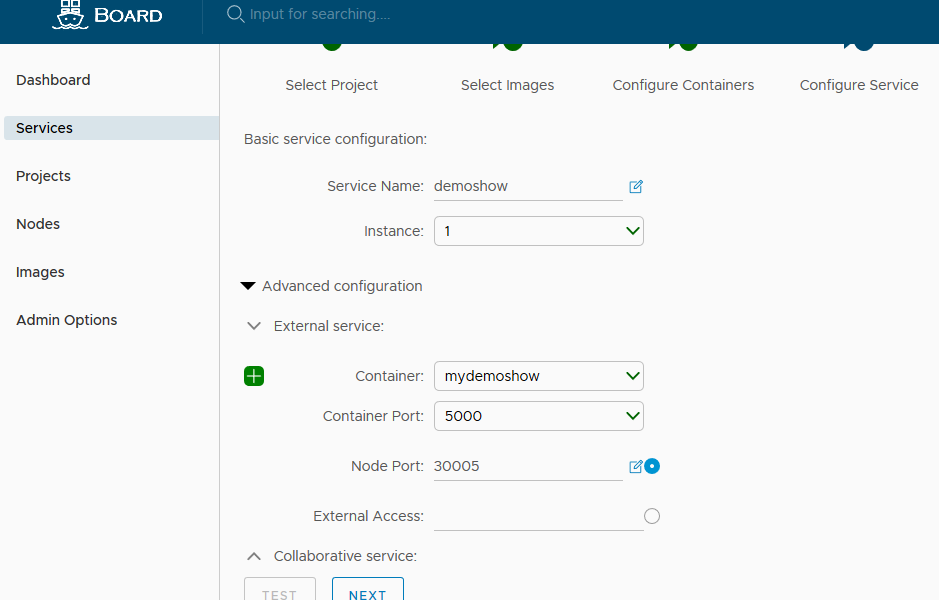 BOARD
Input for searching....
Dashboard
Services
Projects
Nodes
Images
Admin Options
Select Project
Select Images
Configure Containers
Configure Service
Basic service configuration:
Service Name: demoshow
Instance: 1
Advanced configuration
External service:
Container: mydemoshow
Container Port: 5000
Node Port: 30005
External Access:
Collaborative service:
TEST
NEXT